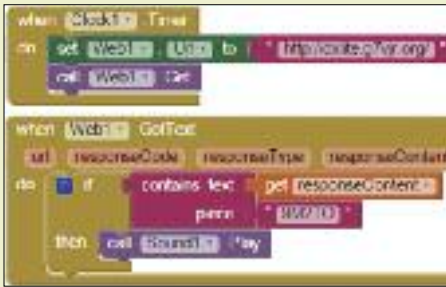 when Clock1 Timer
do set Web1 . Url to
call Web1 . Get
when Web1 GotText
url responseCode responseType responseContent
do if contains text get responseContent
piece
then call Sound1 Play